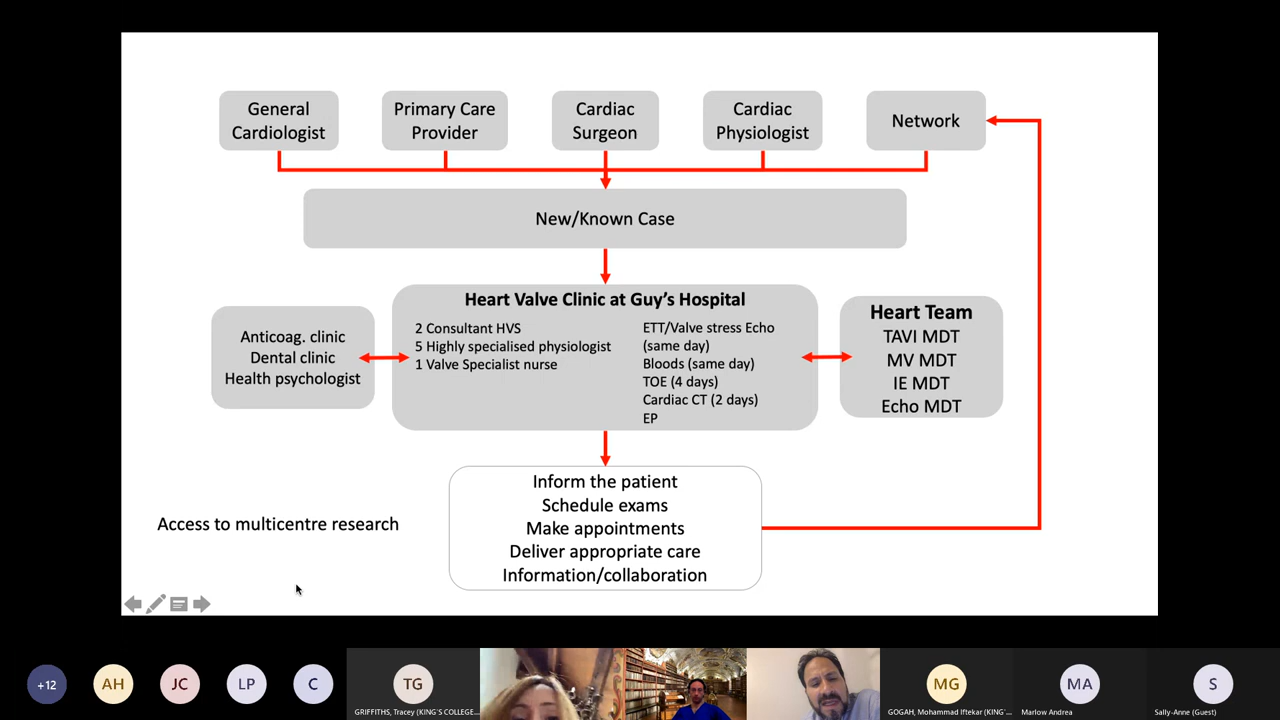 General
Cardiologist
Primary Care
Provider
Cardiac
Surgeon
Cardiac
Physiologist
Network
New/Known Case
Anticoag. clinic
Dental clinic
Health psychologist
Heart Valve Clinic at Guy’s Hospital
2 Consultant HVS
5 Highly specialised physiologist
1 Valve Specialist nurse
ETT/Valve stress Echo
(same day)
Bloods (same day)
TOE (4 days)
Cardiac CT (2 days)
EP
Heart Team
TAVI MDT
MV MDT
IE MDT
Echo MDT
Inform the patient
Schedule exams
Make appointments
Deliver appropriate care
Information/collaboration
Access to multicentre research
+12
AH
JC
LP
C
TG
GRIFFITHS, Tracey (KING'S COLLEGE...
MG
GOGAH, Mohammad Iftekar (KING'...
MA
Marlow Andrea
S
Sally-Anne (Guest)